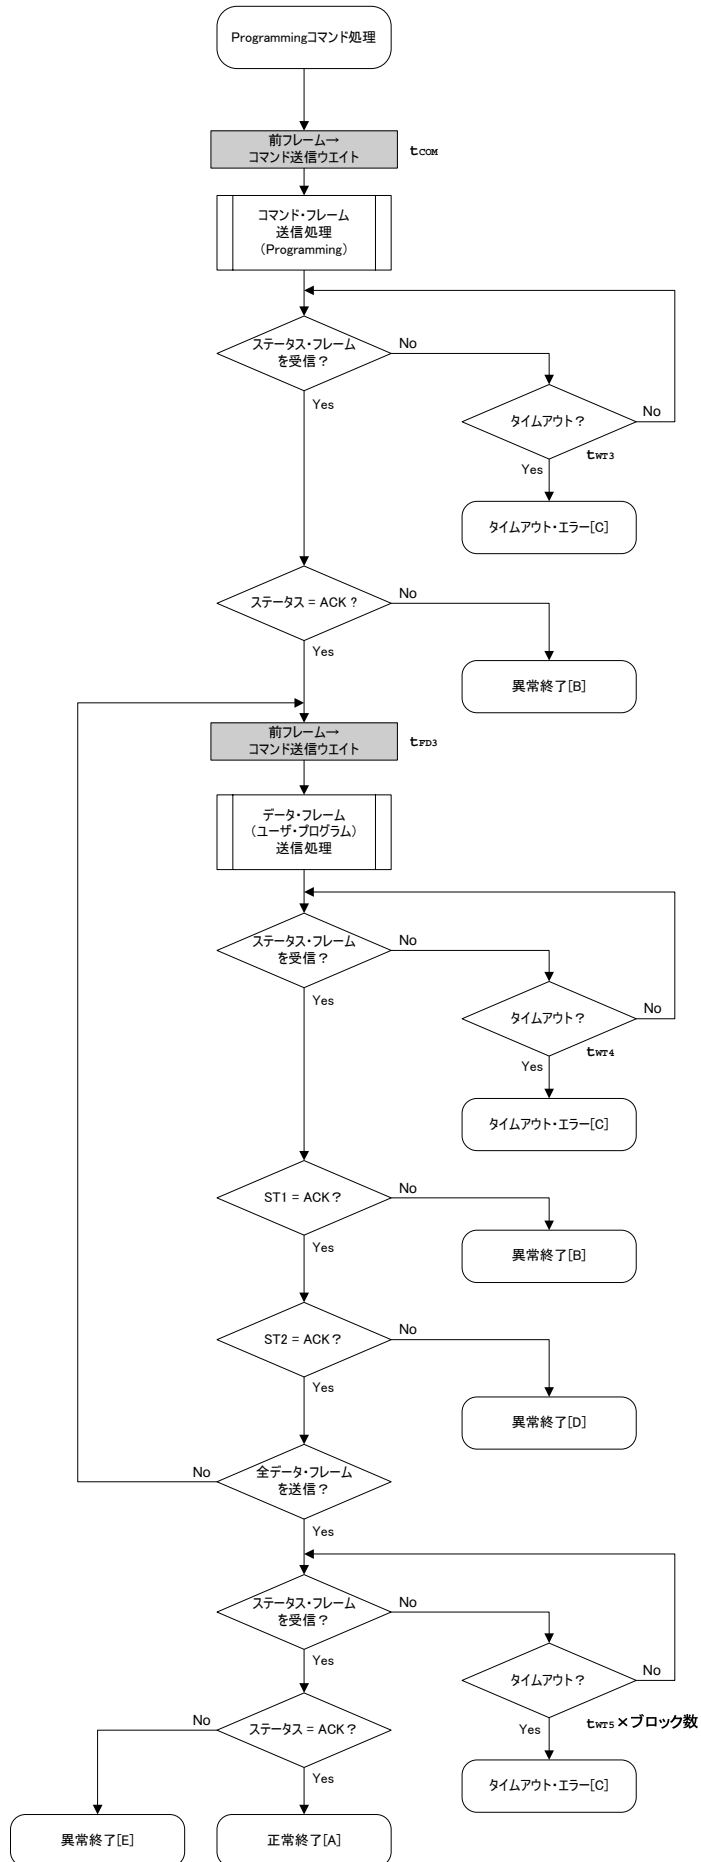 Programmingコマンド処理
前フレーム→
コマンド送信ウエイト
tCOM
コマンド・フレーム
送信処理
(Programming)
ステータス・フレーム
を受信?
No
Yes
タイムアウト?
No
tWT3
Yes
タイムアウト・エラー[C]
ステータス = ACK ?
No
Yes
異常終了[B]
前フレーム→
コマンド送信ウエイト
tFD3
データ・フレーム
(ユーザ・プログラム)
送信処理
ステータス・フレーム
を受信?
No
Yes
タイムアウト?
No
tWT4
Yes
タイムアウト・エラー[C]
ST1 = ACK?
No
Yes
異常終了[B]
ST2 = ACK?
No
Yes
異常終了[D]
全データ・フレーム
を送信?
No
Yes
ステータス・フレーム
を受信?
No
Yes
タイムアウト?
No
tWT5×ブロック数
Yes
タイムアウト・エラー[C]
ステータス = ACK?
No
Yes
異常終了[E]
正常終了[A]